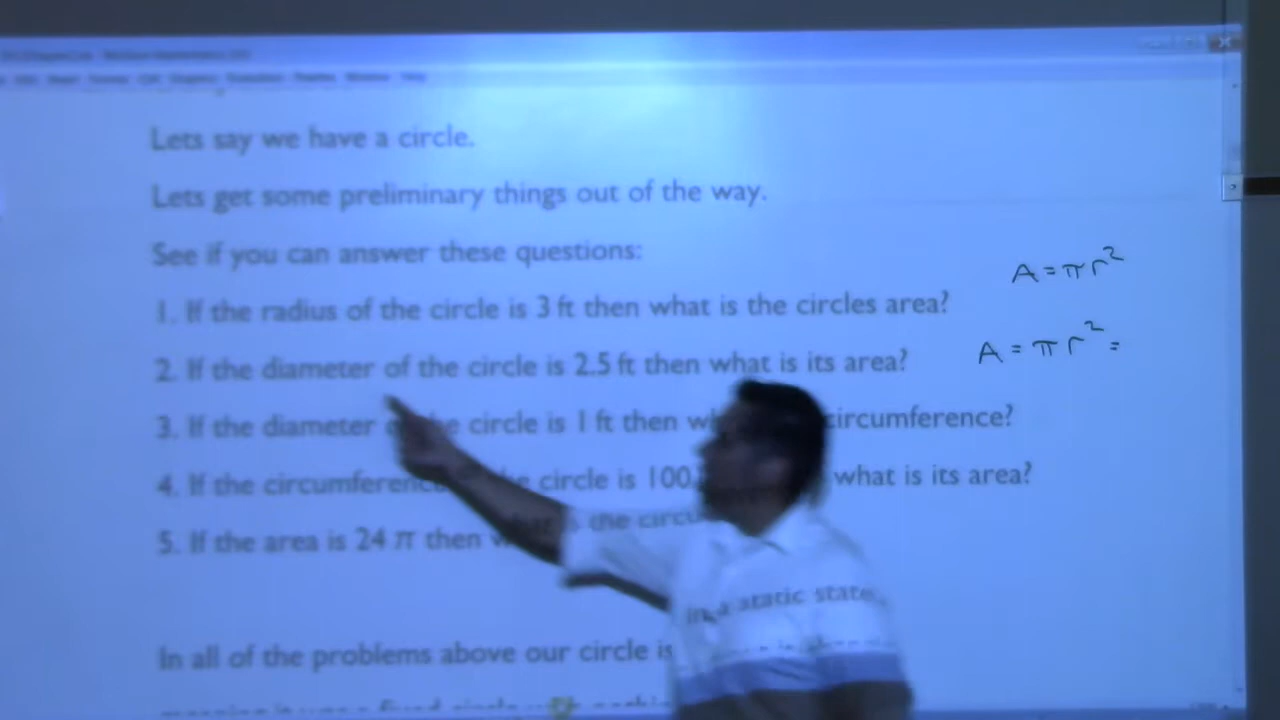 Lets say we have a circle.
Lets get some preliminary things out of the way.
See if you can answer these questions:
A = πr²
1. If the radius of the circle is 3 ft then what is the circles area?
A = πr² =
2. If the diameter of the circle is 2.5 ft then what is its area?
3. If the diameter circle is 1 ft then circumference?
4. If the circumference circle is 100 what is its area?
5. If the area is 24 π then the
In all of the problems above our circle is in a static state